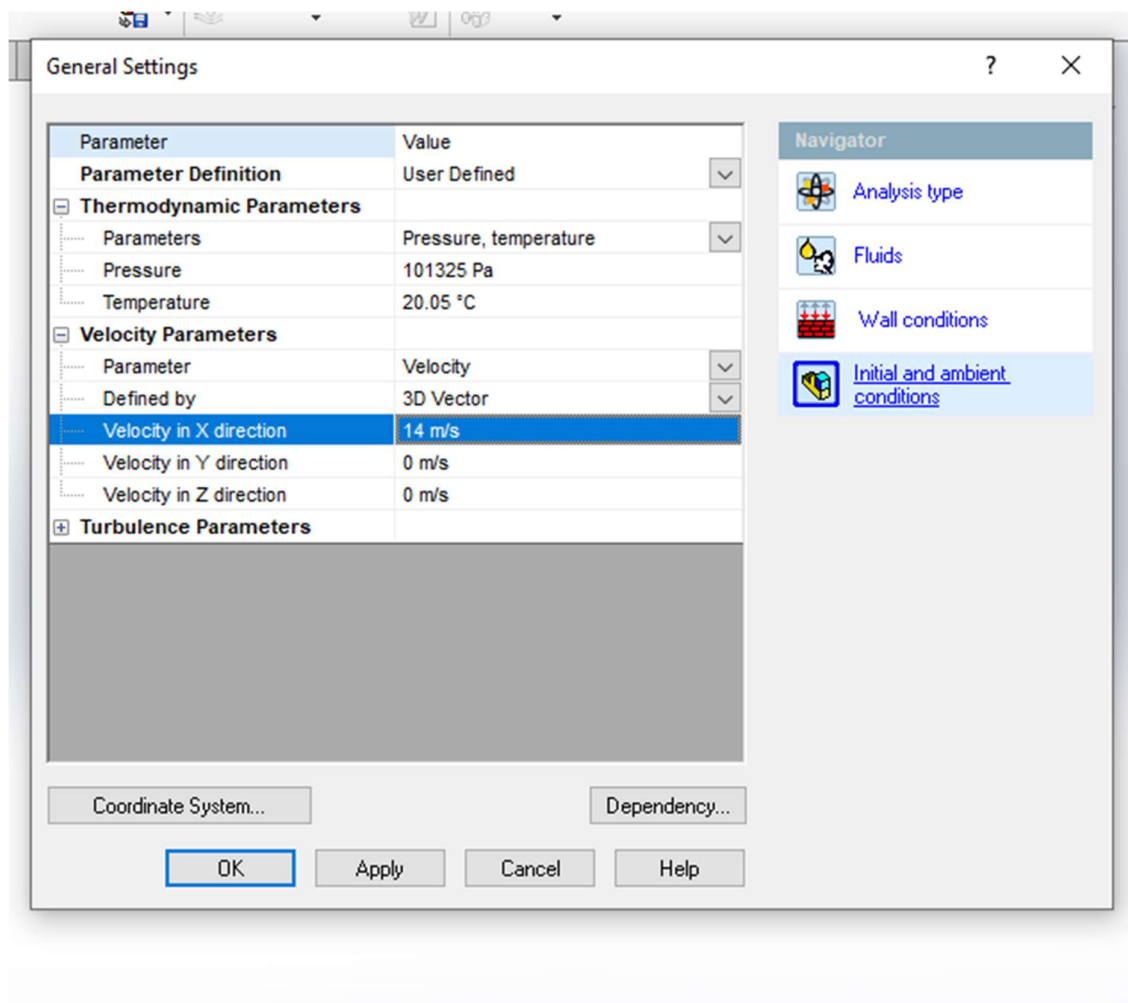 General Settings
?
Parameter Value
Parameter Definition User Defined
Thermodynamic Parameters
Parameters Pressure, temperature
Pressure 101325 Pa
Temperature 20.05 °C
Velocity Parameters
Parameter Velocity
Defined by 3D Vector
Velocity in X direction 14 m/s
Velocity in Y direction 0 m/s
Velocity in Z direction 0 m/s
Turbulence Parameters
Coordinate System...
Dependency...
OK
Apply
Cancel
Help
Navigator
Analysis type
Fluids
Wall conditions
Initial and ambient
conditions